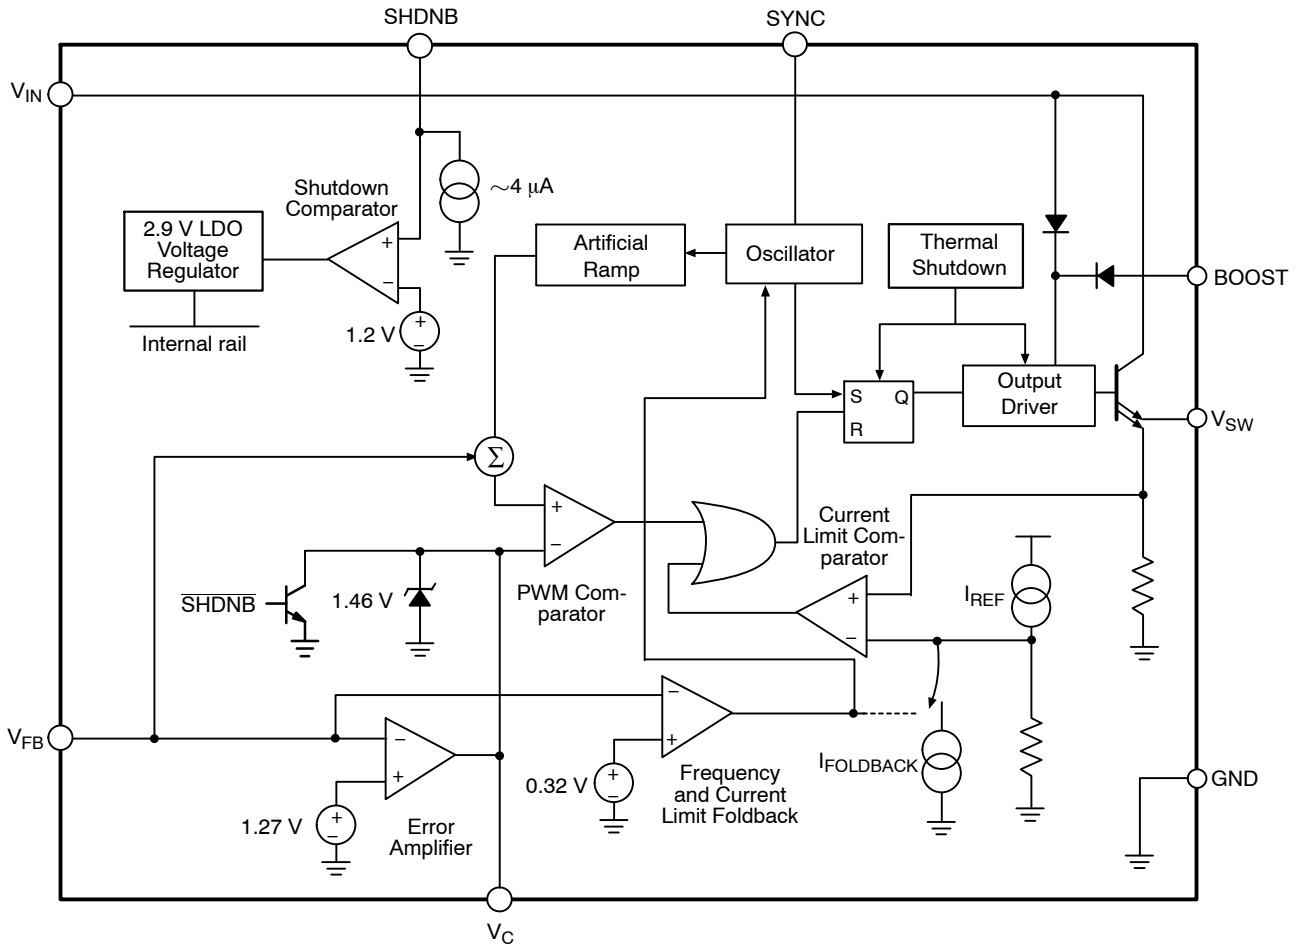 SHDNB
SYNC
V_IN
Shutdown
Comparator
~4 μA
2.9 V LDO
Voltage
Regulator
Artificial
Ramp
Oscillator
Thermal
Shutdown
BOOST
+
−
1.2 V
+
−
Internal rail
S Q
R
Output
Driver
V_SW
Σ
+
−
PWM Com-
parator
Current
Limit Com-
parator
+
−
I_REF
S̅H̅D̅N̅B̅
1.46 V
V_FB
−
+
1.27 V
+
−
Error
Amplifier
−
+
0.32 V
+
−
Frequency
and Current
Limit Foldback
I_FOLDBACK
GND
V_C